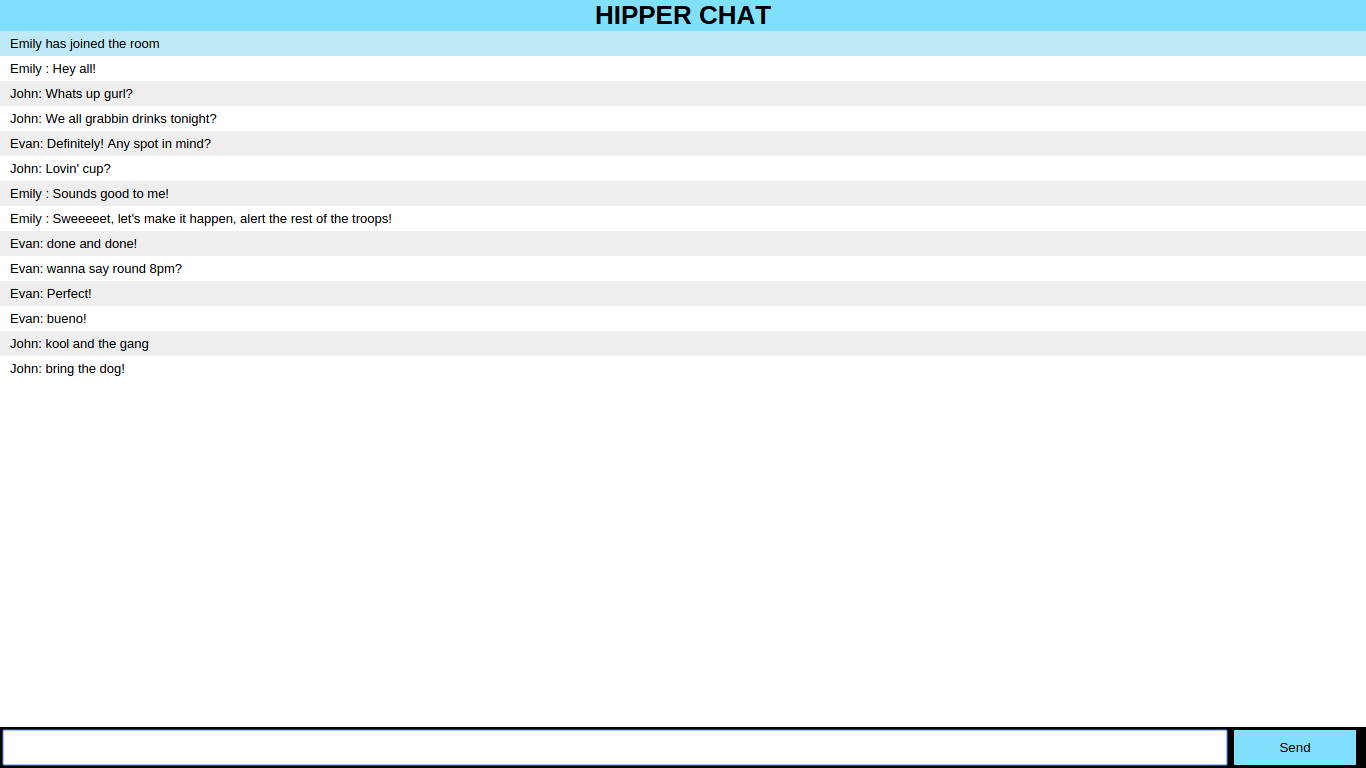 HIPPER CHAT
Emily has joined the room
Emily : Hey all!
John: Whats up gurl?
John: We all grabbin drinks tonight?
Evan: Definitely! Any spot in mind?
John: Lovin' cup?
Emily : Sounds good to me!
Emily : Sweeeeet, let's make it happen, alert the rest of the troops!
Evan: done and done!
Evan: wanna say round 8pm?
Evan: Perfect!
Evan: bueno!
John: kool and the gang
John: bring the dog!
Send